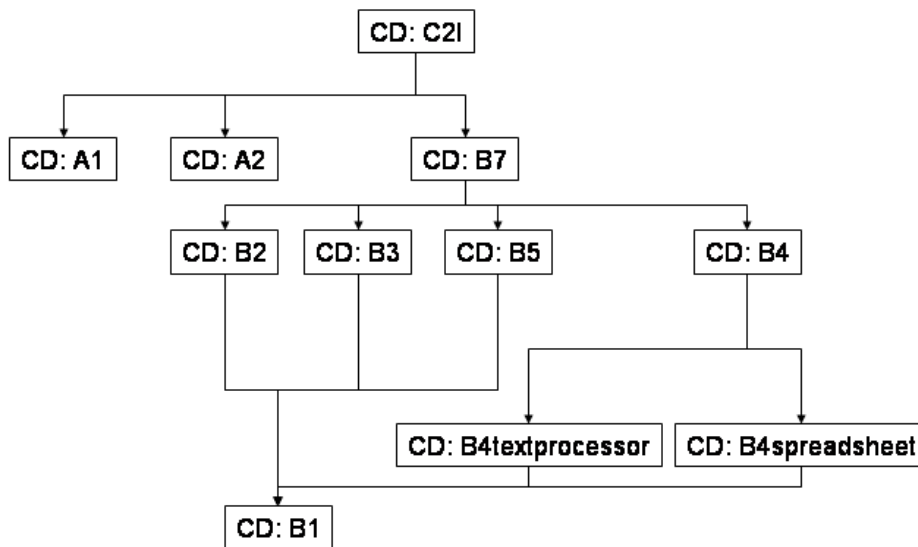 CD: C2I
CD: A1
CD: A2
CD: B7
CD: B2
CD: B3
CD: B5
CD: B4
CD: B4textprocessor
CD: B4spreadsheet
CD: B1